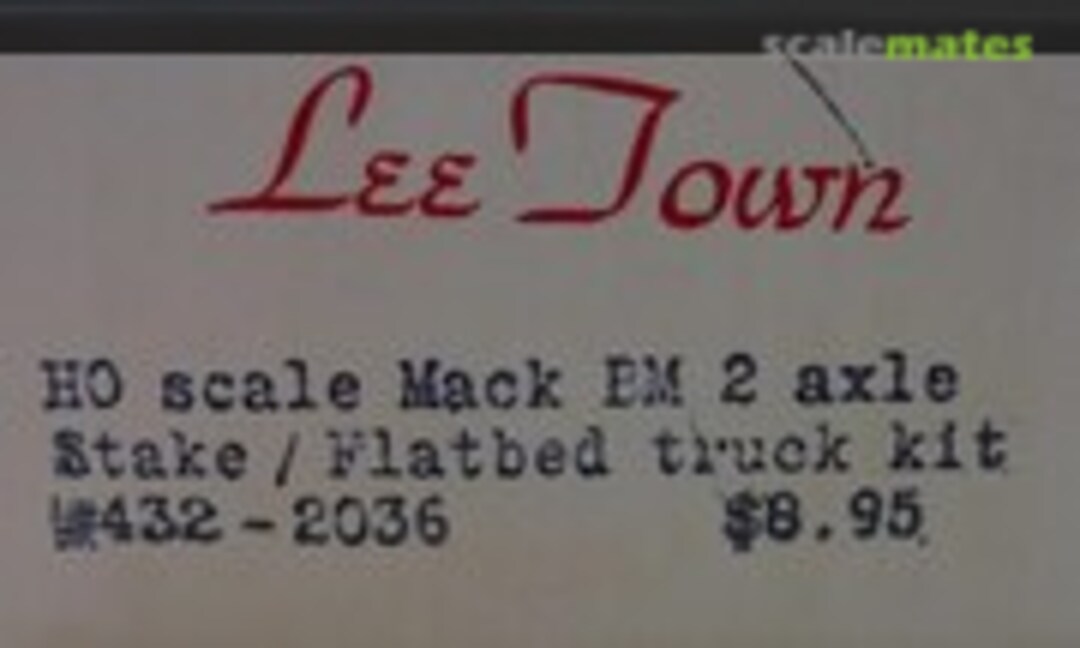 scalemates
Lee Town
HO scale Mack BM 2 axle
Stake / Flatbed truck kit
#432-2036 $8.95